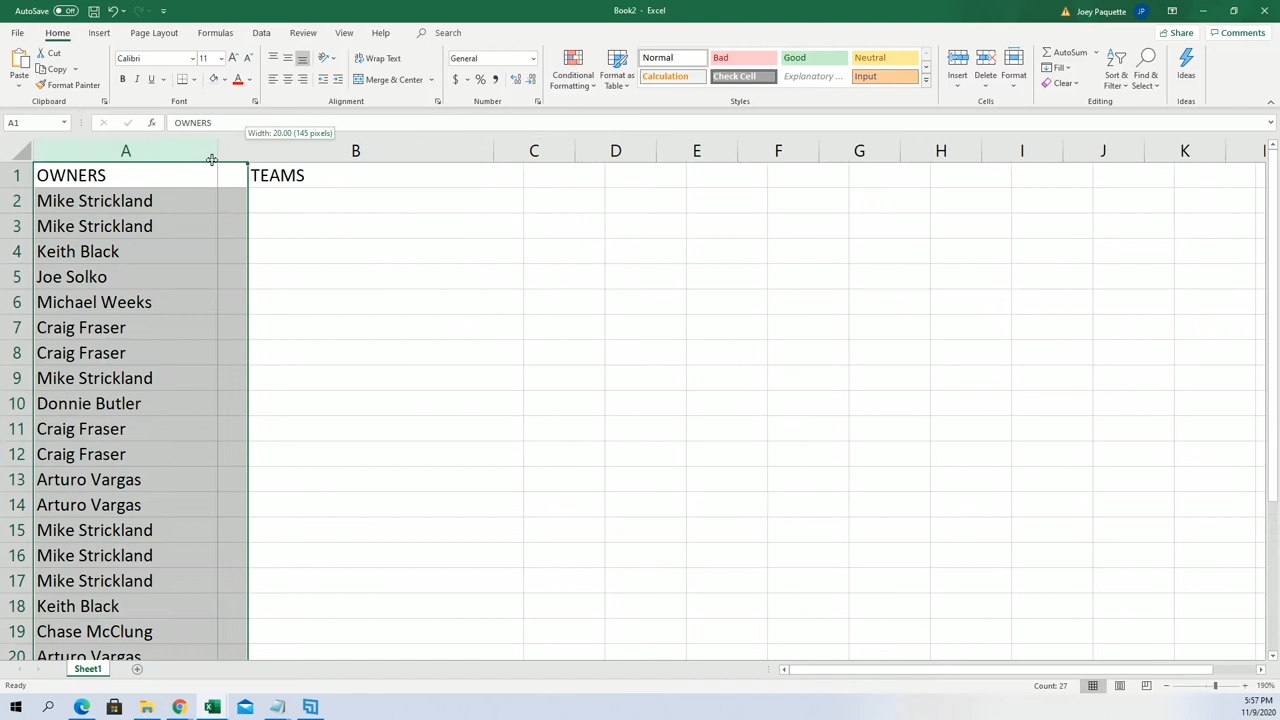 AutoSave Off Book2 - Excel Joey Paquette JP
File Home Insert Page Layout Formulas Data Review View Help Search Share Comments
Paste Cut Copy Format Painter Clipboard
Calibri 11 B I U A Font
Wrap Text Merge & Center Alignment
General $ % Number
Conditional Formatting Format as Table
Normal Bad Good Neutral
Calculation Check Cell Explanatory ... Input
Styles
Insert Delete Format Cells
AutoSum Fill Clear Sort & Filter Find & Select Editing
Ideas Ideas
A1 fx OWNERS
Width: 20.00 (145 pixels)
A B C D E F G H I J K
1 OWNERS TEAMS
2 Mike Strickland
3 Mike Strickland
4 Keith Black
5 Joe Solko
6 Michael Weeks
7 Craig Fraser
8 Craig Fraser
9 Mike Strickland
10 Donnie Butler
11 Craig Fraser
12 Craig Fraser
13 Arturo Vargas
14 Arturo Vargas
15 Mike Strickland
16 Mike Strickland
17 Mike Strickland
18 Keith Black
19 Chase McClung
20 Arturo Vargas
Sheet1
Ready Count: 27 190%
5:57 PM
11/9/2020